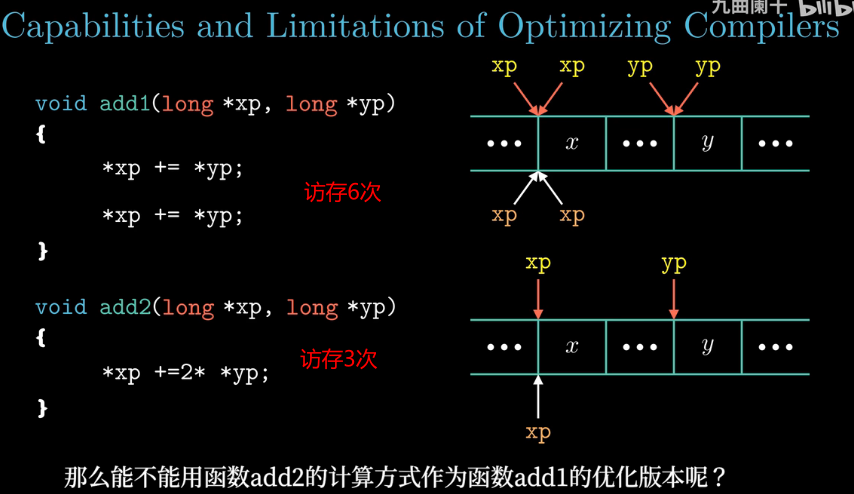 九曲阑干 bilibi
Capabilities and Limitations of Optimizing Compilers
void add1(long *xp, long *yp)
{
*xp += *yp;
*xp += *yp;
}
访存6次
xp xp yp yp
••• x ••• y •••
xp xp
void add2(long *xp, long *yp)
{
*xp +=2* *yp;
}
访存3次
xp yp
••• x ••• y •••
xp
那么能不能用函数add2的计算方式作为函数add1的优化版本呢？